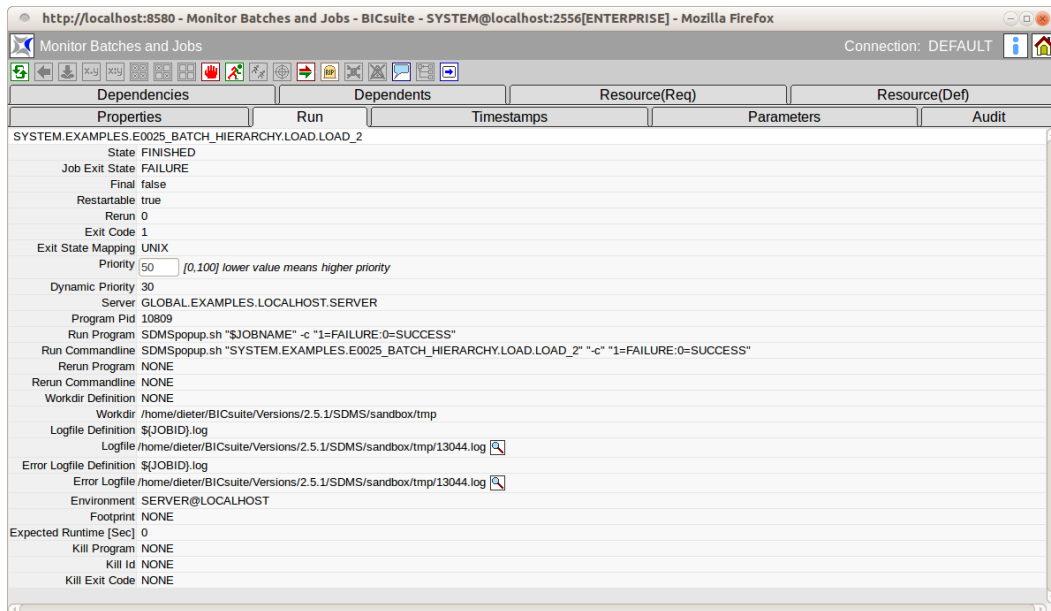 http://localhost:8580 - Monitor Batches and Jobs - BICsuite - SYSTEM@localhost:2556[ENTERPRISE] - Mozilla Firefox
Monitor Batches and Jobs Connection: DEFAULT
x,y x=y RIP
Dependencies Dependents Resource(Req) Resource(Def)
Properties Run Timestamps Parameters Audit
SYSTEM.EXAMPLES.E0025_BATCH_HIERARCHY.LOAD.LOAD_2
State FINISHED
Job Exit State FAILURE
Final false
Restartable true
Rerun 0
Exit Code 1
Exit State Mapping UNIX
Priority 50 [0,100] lower value means higher priority
Dynamic Priority 30
Server GLOBAL.EXAMPLES.LOCALHOST.SERVER
Program Pid 10809
Run Program SDMSpopup.sh "$JOBNAME" -c "1=FAILURE:0=SUCCESS"
Run Commandline SDMSpopup.sh "SYSTEM.EXAMPLES.E0025_BATCH_HIERARCHY.LOAD.LOAD_2" "-c" "1=FAILURE:0=SUCCESS"
Rerun Program NONE
Rerun Commandline NONE
Workdir Definition NONE
Workdir /home/dieter/BICsuite/Versions/2.5.1/SDMS/sandbox/tmp
Logfile Definition ${JOBID}.log
Logfile /home/dieter/BICsuite/Versions/2.5.1/SDMS/sandbox/tmp/13044.log
Error Logfile Definition ${JOBID}.log
Error Logfile /home/dieter/BICsuite/Versions/2.5.1/SDMS/sandbox/tmp/13044.log
Environment SERVER@LOCALHOST
Footprint NONE
Expected Runtime [Sec] 0
Kill Program NONE
Kill Id NONE
Kill Exit Code NONE